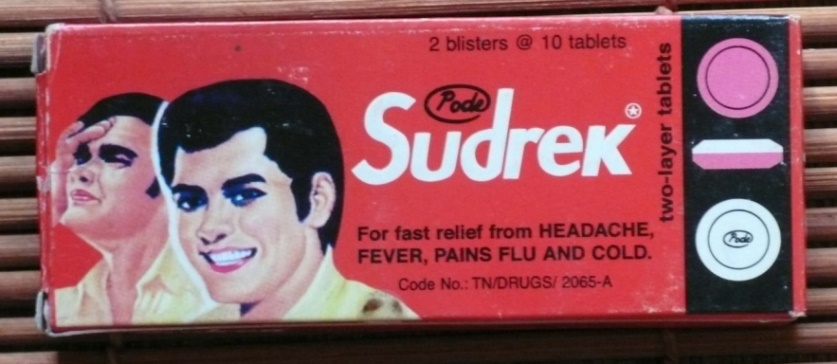 2 blisters @ 10 tablets
Pode
Sudrek
For fast relief from HEADACHE,
FEVER, PAINS FLU AND COLD.
Code No.: TN/DRUGS/ 2065-A
two-layer tablets
Pode